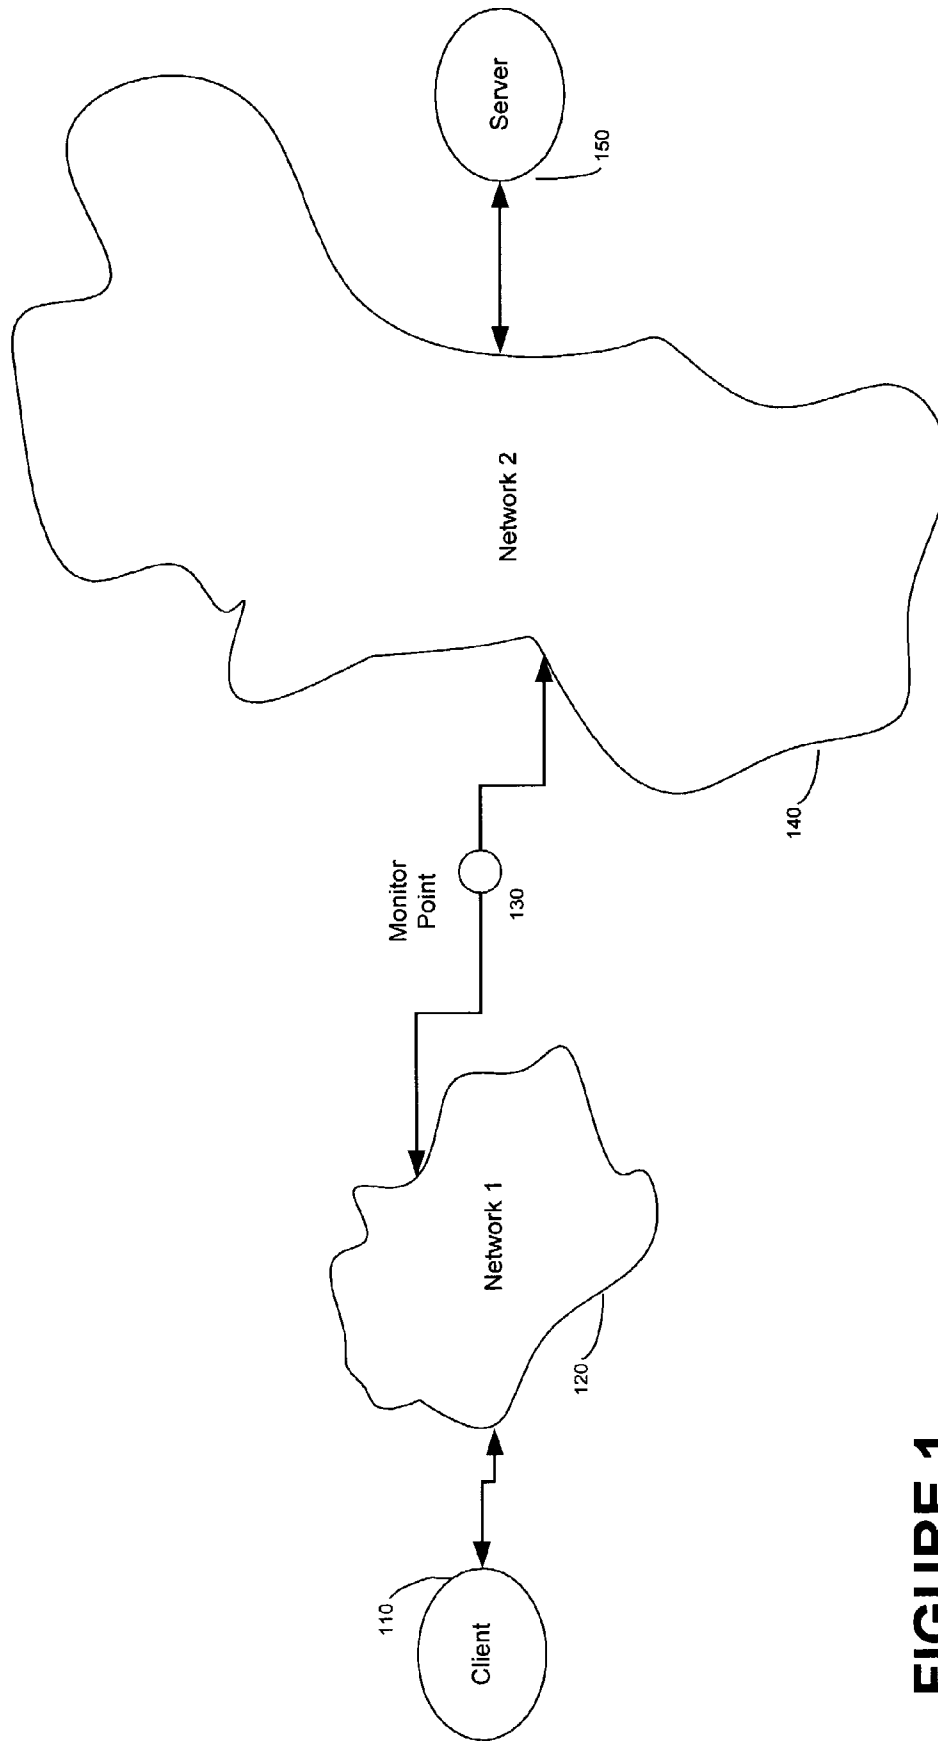 Client
110
Network 1
120
Monitor
Point
130
Network 2
140
Server
150
FIGURE 1